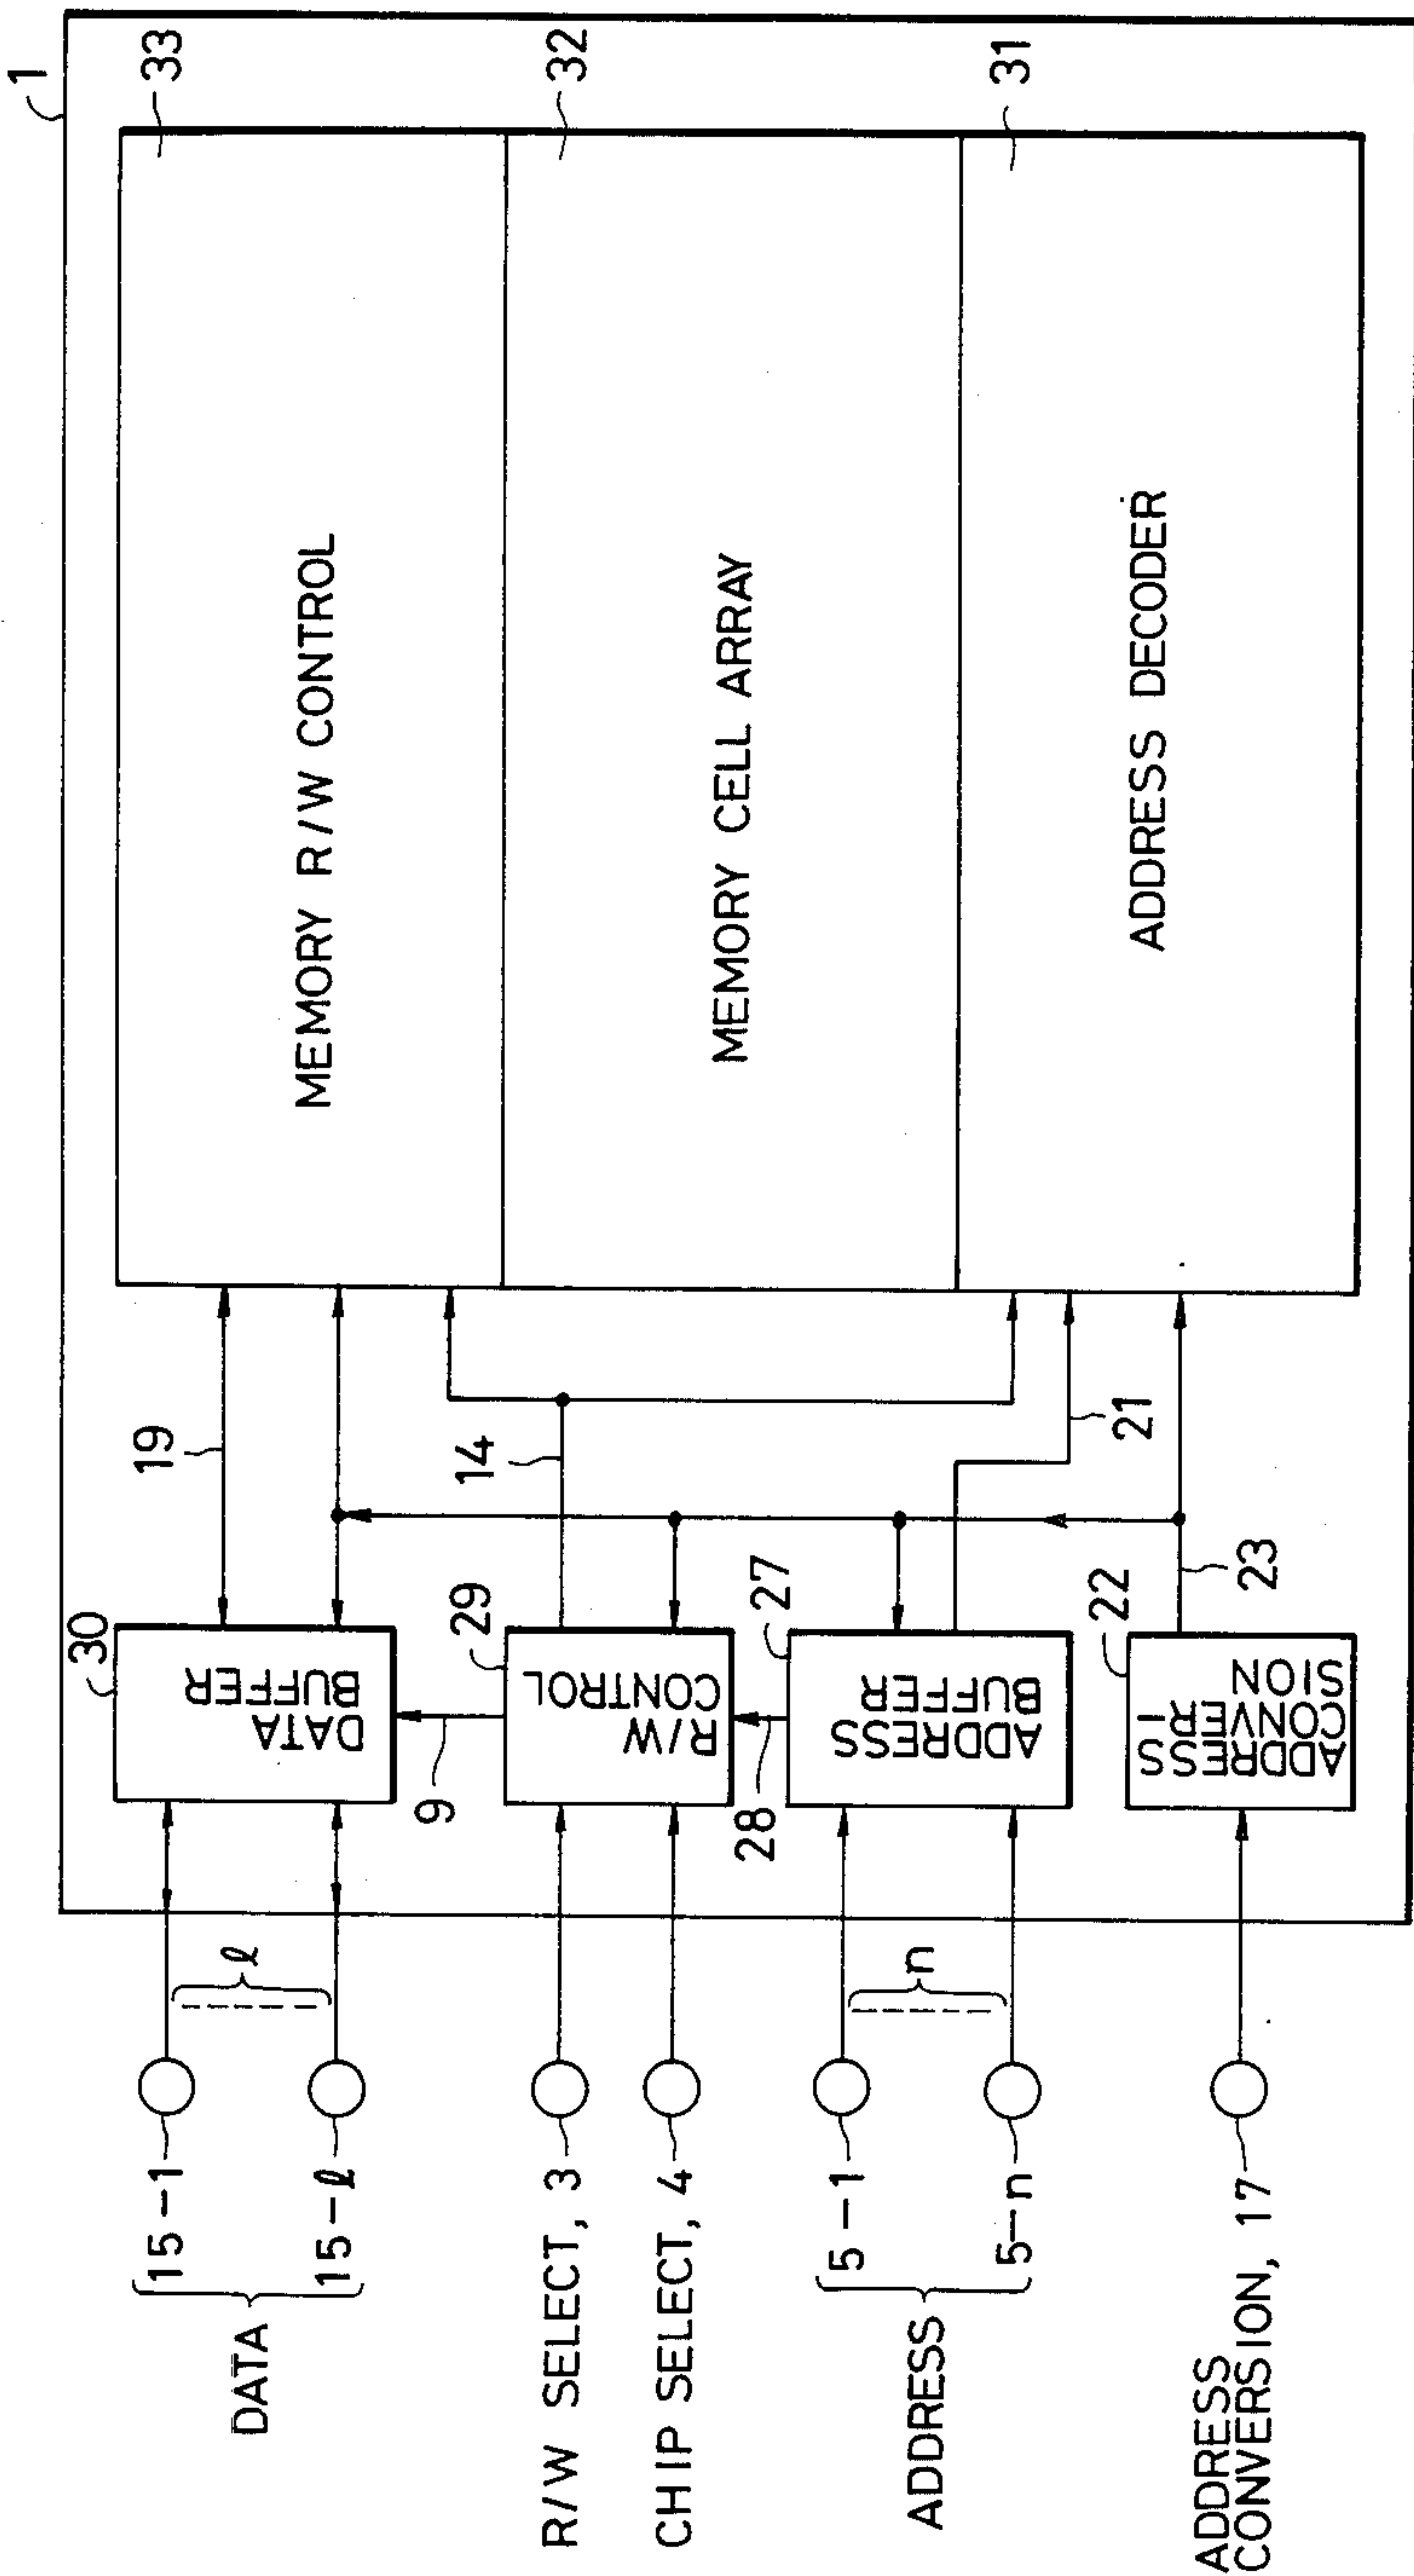 1
33
32
31
MEMORY R/W CONTROL
MEMORY CELL ARRAY
ADDRESS DECODER
19
14
21
23
30
29
27
22
DATA
BUFFER
R/W
CONTROL
ADDRESS
BUFFER
ADDRESS
CONVER-
SION
9
28
ℓ
n
15-1
15-ℓ
DATA
R/W SELECT, 3
CHIP SELECT, 4
5-1
5-n
ADDRESS
ADDRESS
CONVERSION, 17